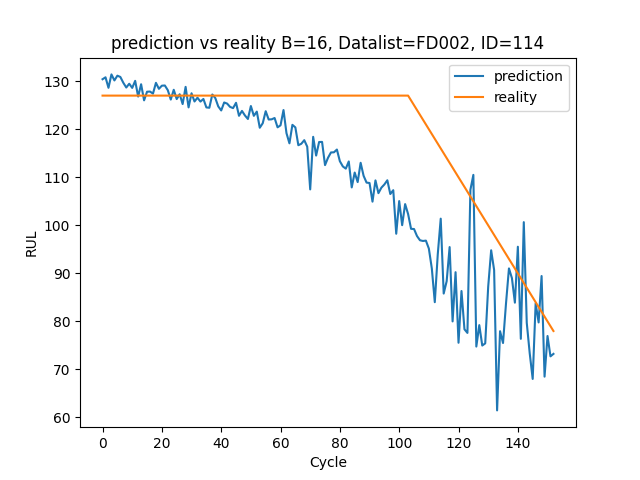 prediction vs reality B=16, Datalist=FD002, ID=114
prediction
reality
RUL
130
120
110
100
90
80
70
60
0 20 40 60 80 100 120 140
Cycle